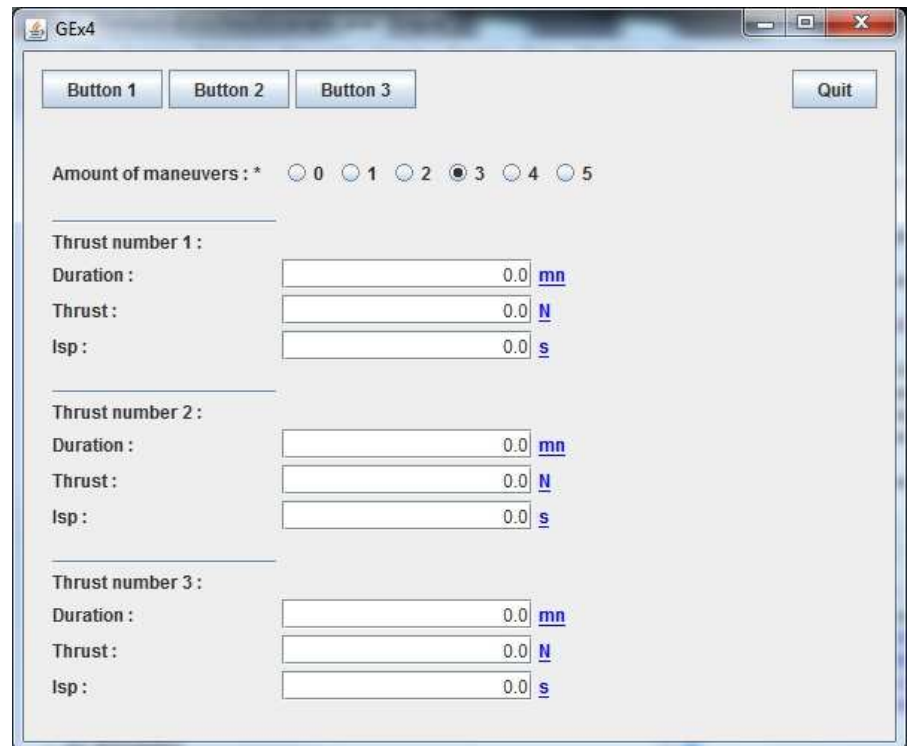 GEx4
Button 1 Button 2 Button 3 Quit
Amount of maneuvers : * 0 1 2 3 4 5
Thrust number 1 :
Duration : 0.0 mn
Thrust : 0.0 N
Isp : 0.0 s
Thrust number 2 :
Duration : 0.0 mn
Thrust : 0.0 N
Isp : 0.0 s
Thrust number 3 :
Duration : 0.0 mn
Thrust : 0.0 N
Isp : 0.0 s